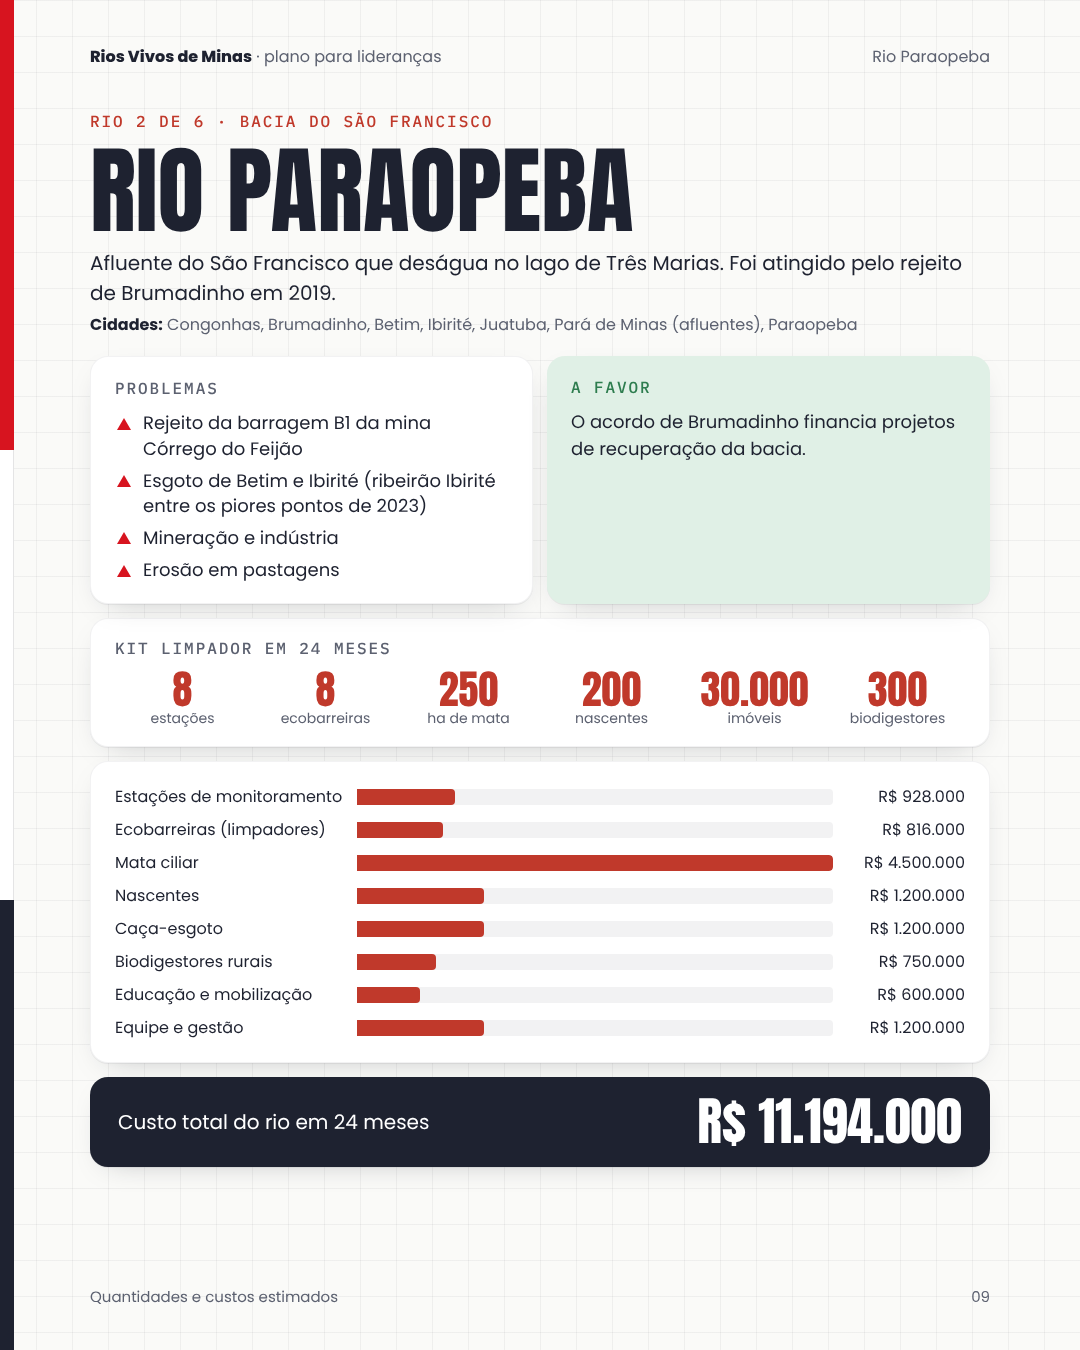 Rios Vivos de Minas · plano para lideranças
Rio Paraopeba
RIO 2 DE 6 · BACIA DO SÃO FRANCISCO
RIO PARAOPEBA
Afluente do São Francisco que deságua no lago de Três Marias. Foi atingido pelo rejeito
de Brumadinho em 2019.
Cidades: Congonhas, Brumadinho, Betim, Ibirité, Juatuba, Pará de Minas (afluentes), Paraopeba
PROBLEMAS
Rejeito da barragem B1 da mina
Córrego do Feijão
Esgoto de Betim e Ibirité (ribeirão Ibirité
entre os piores pontos de 2023)
Mineração e indústria
Erosão em pastagens
A FAVOR
O acordo de Brumadinho financia projetos
de recuperação da bacia.
KIT LIMPADOR EM 24 MESES
8
estações
8
ecobarreiras
250
ha de mata
200
nascentes
30.000
imóveis
300
biodigestores
Estações de monitoramento R$ 928.000
Ecobarreiras (limpadores) R$ 816.000
Mata ciliar R$ 4.500.000
Nascentes R$ 1.200.000
Caça-esgoto R$ 1.200.000
Biodigestores rurais R$ 750.000
Educação e mobilização R$ 600.000
Equipe e gestão R$ 1.200.000
Custo total do rio em 24 meses R$ 11.194.000
Quantidades e custos estimados
09